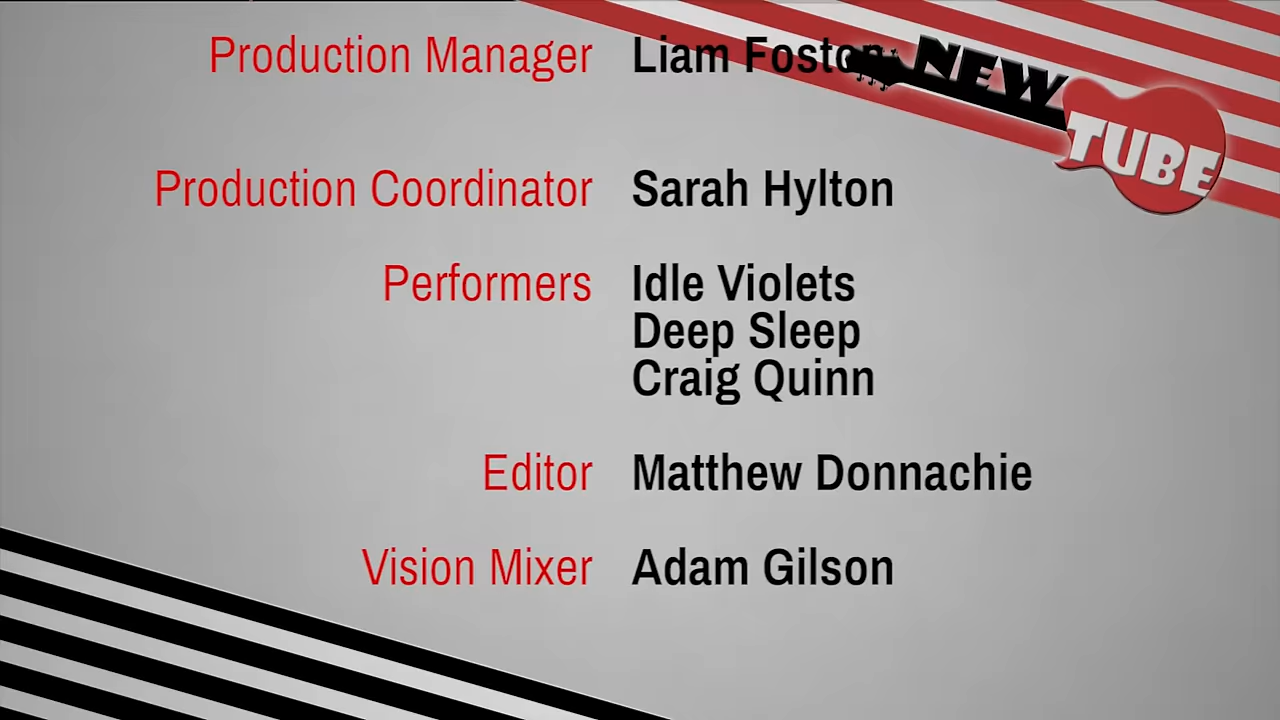 Production Manager Liam Foston
NEW
TUBE
Production Coordinator Sarah Hylton
Performers Idle Violets
Deep Sleep
Craig Quinn
Editor Matthew Donnachie
Vision Mixer Adam Gilson